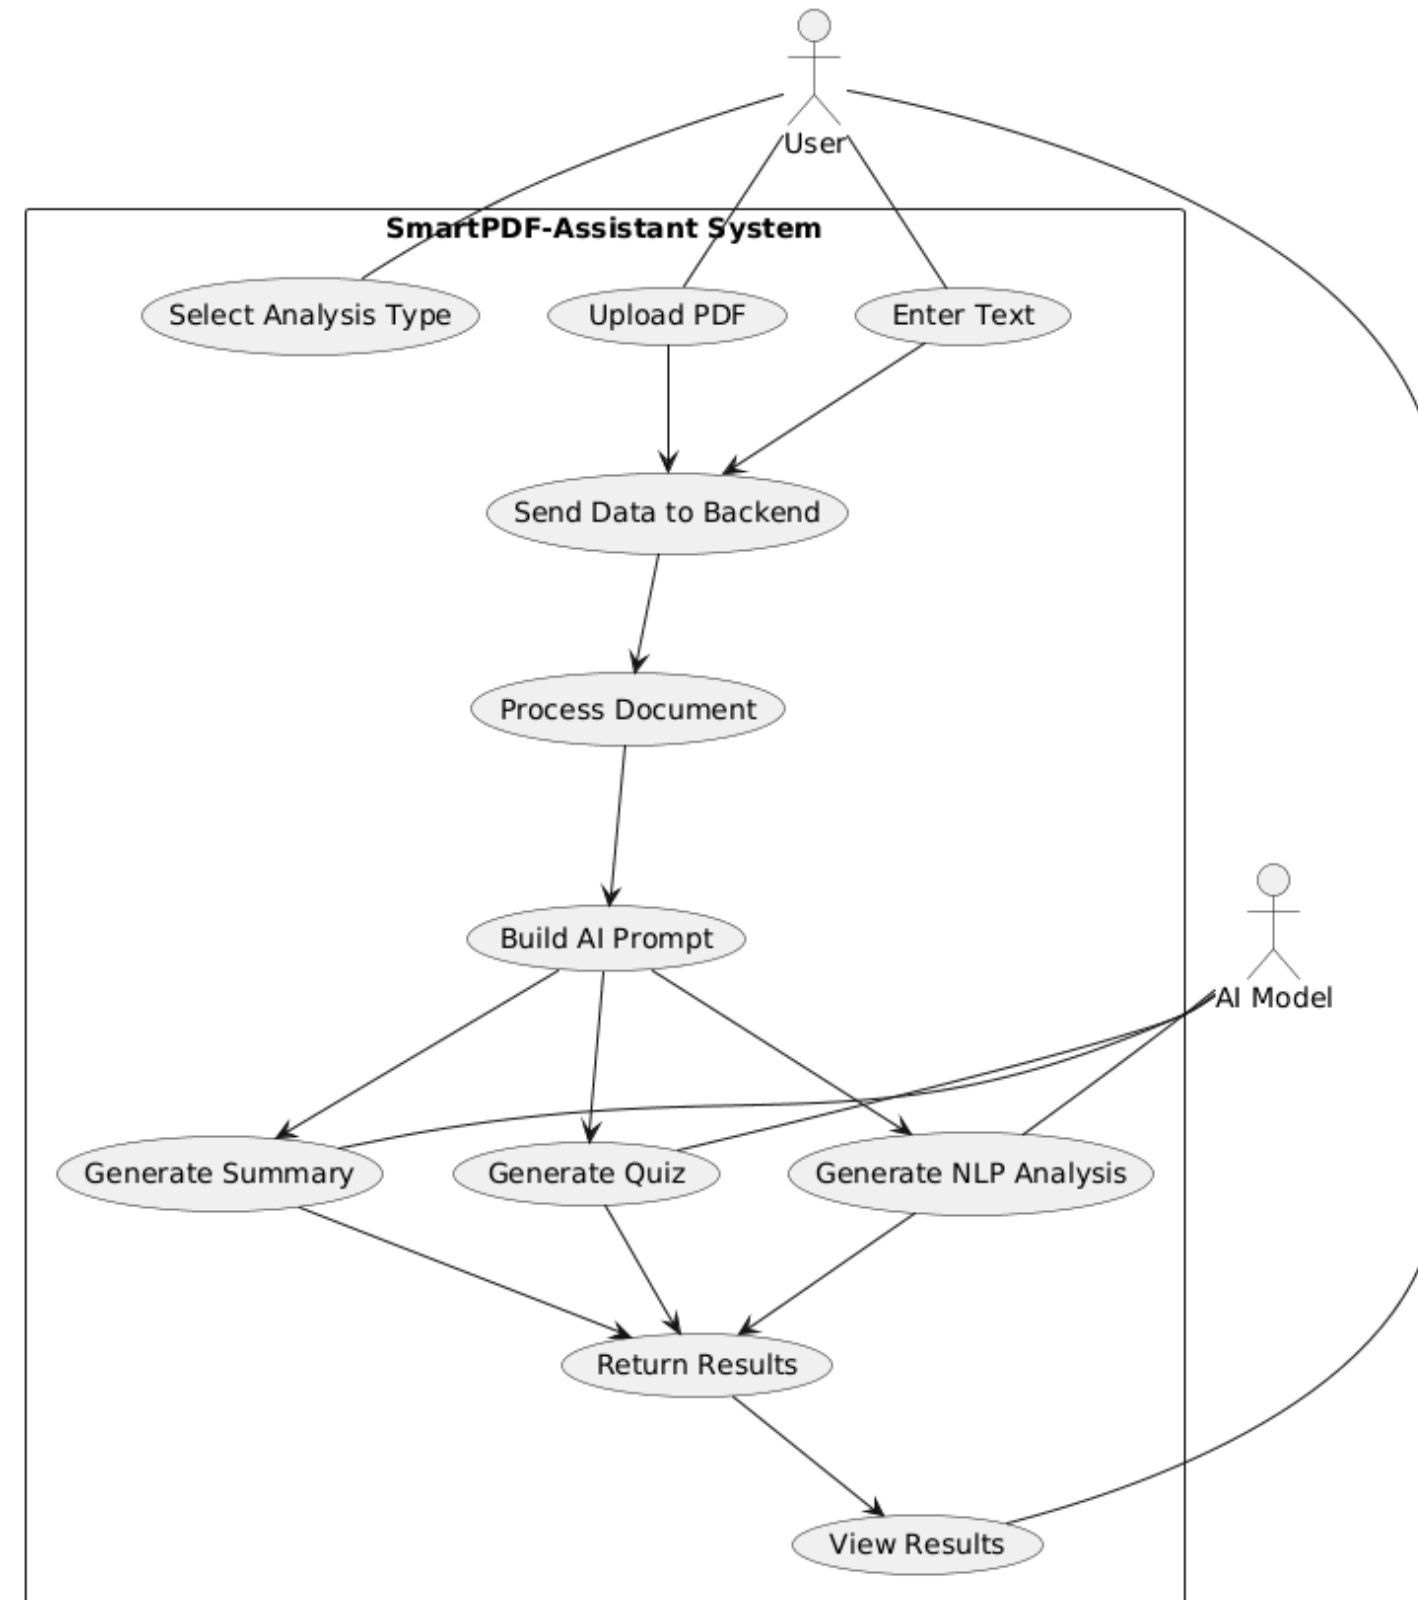 User
SmartPDF-Assistant System
Select Analysis Type
Upload PDF
Enter Text
Send Data to Backend
Process Document
Build AI Prompt
AI Model
Generate Summary
Generate Quiz
Generate NLP Analysis
Return Results
View Results